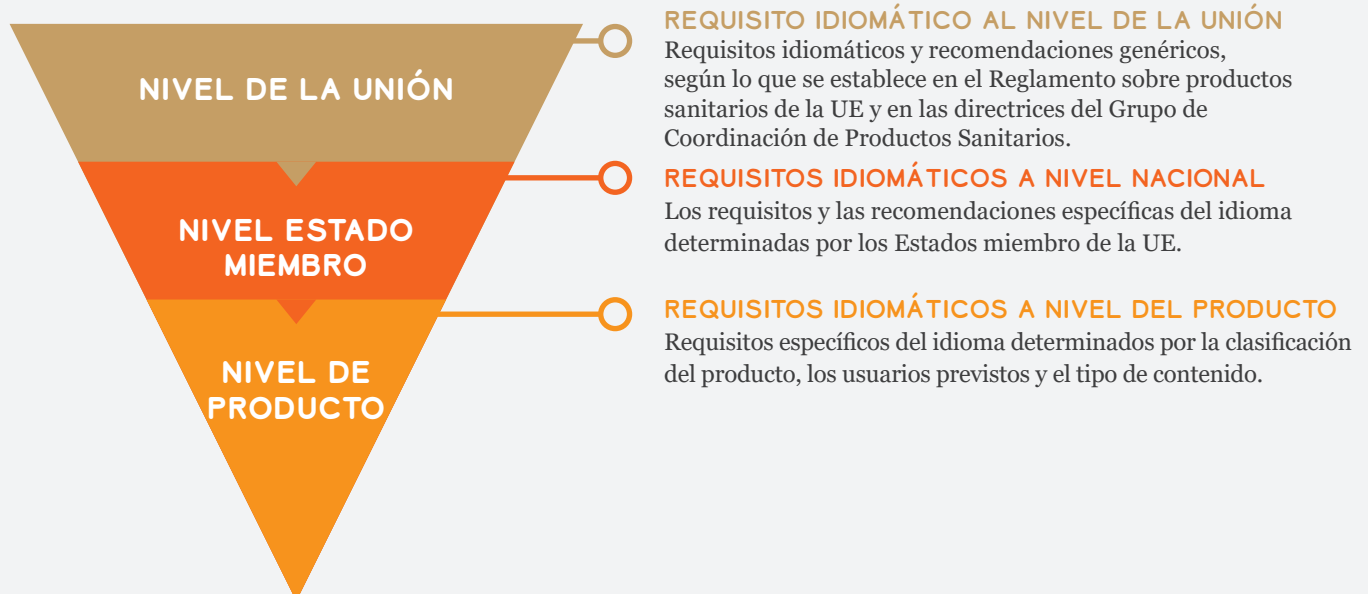 NIVEL DE LA UNIÓN
REQUISITO IDIOMÁTICO AL NIVEL DE LA UNIÓN
Requisitos idiomáticos y recomendaciones genéricos,
según lo que se establece en el Reglamento sobre productos
sanitarios de la UE y en las directrices del Grupo de
Coordinación de Productos Sanitarios.
NIVEL ESTADO
MIEMBRO
REQUISITOS IDIOMÁTICOS A NIVEL NACIONAL
Los requisitos y las recomendaciones específicas del idioma
determinadas por los Estados miembro de la UE.
NIVEL DE
PRODUCTO
REQUISITOS IDIOMÁTICOS A NIVEL DEL PRODUCTO
Requisitos específicos del idioma determinados por la clasificación
del producto, los usuarios previstos y el tipo de contenido.